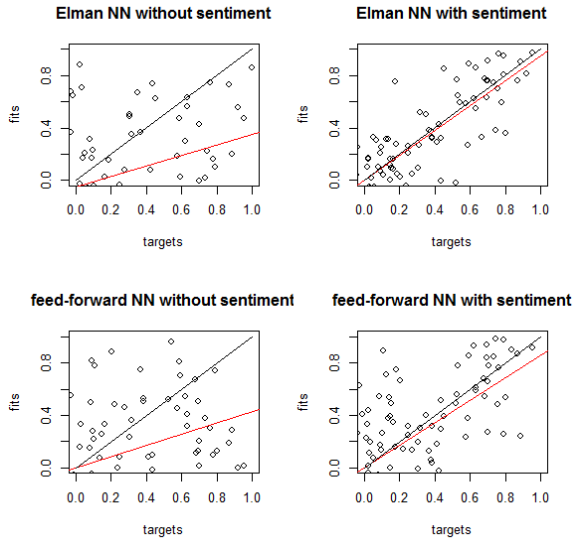 Elman NN without sentiment
Elman NN with sentiment
fits
0.0 0.4 0.8
0.0 0.2 0.4 0.6 0.8 1.0
targets
fits
0.0 0.4 0.8
0.0 0.2 0.4 0.6 0.8 1.0
targets
feed-forward NN without sentiment
feed-forward NN with sentiment
fits
0.0 0.4 0.8
0.0 0.2 0.4 0.6 0.8 1.0
targets
fits
0.0 0.4 0.8
0.0 0.2 0.4 0.6 0.8 1.0
targets